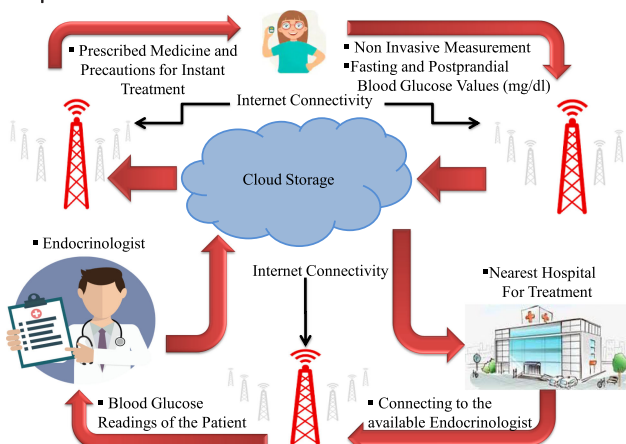 ▪ Prescribed Medicine and
Precautions for Instant
Treatment
▪ Non Invasive Measurement
▪Fasting and Postprandial
Blood Glucose Values (mg/dl)
Internet Connectivity
Cloud Storage
▪ Endocrinologist
Internet Connectivity
▪Nearest Hospital
For Treatment
▪ Blood Glucose
Readings of the Patient
▪ Connecting to the
available Endocrinologist